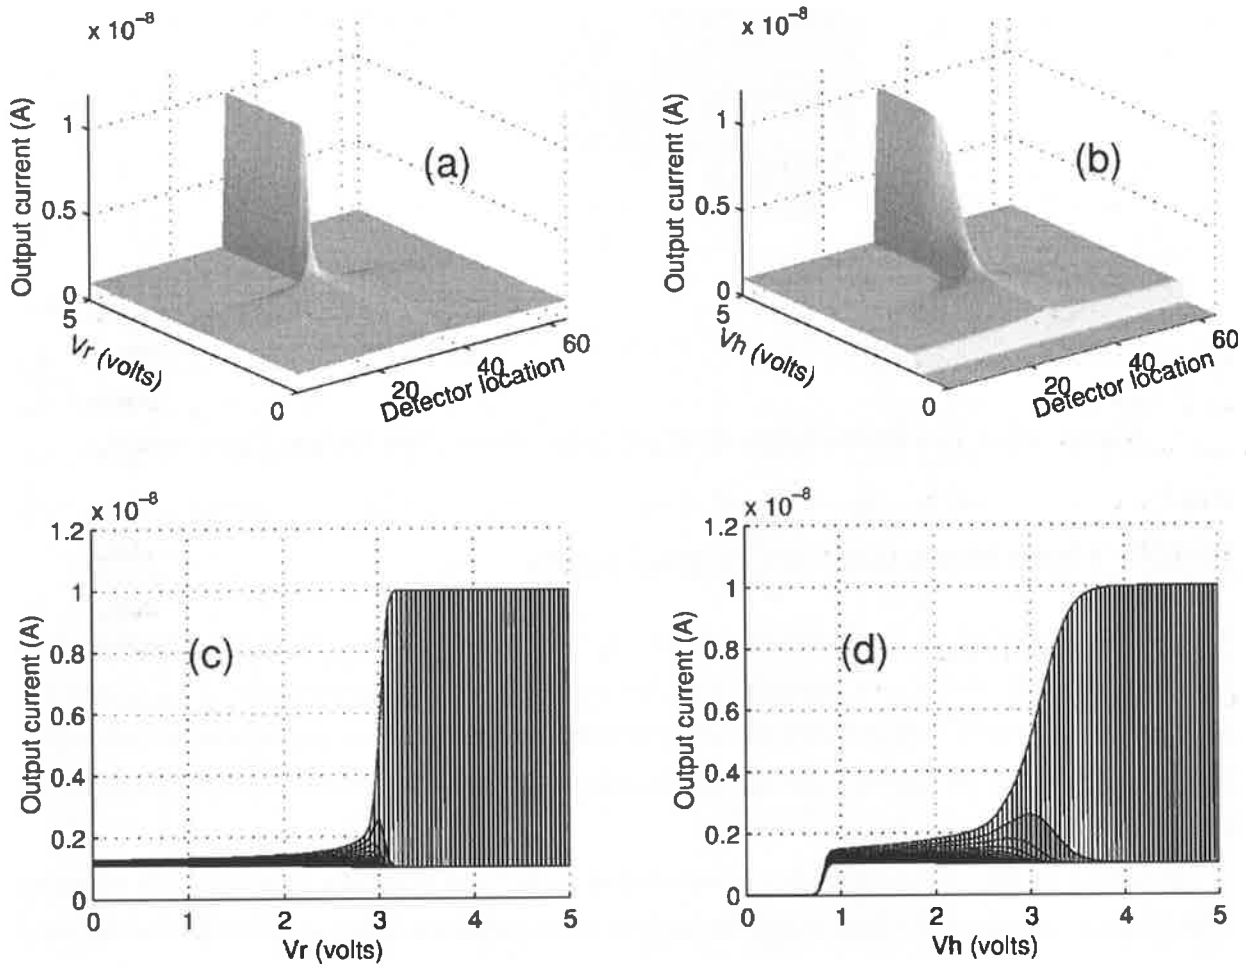 x 10⁻⁸
Output current (A)
1
0.5
0
5
Vr (volts)
0
20
40
60
Detector location
(a)
x 10⁻⁸
Output current (A)
1
0.5
0
5
Vh (volts)
0
20
40
60
Detector location
(b)
x 10⁻⁸
Output current (A)
1.2
1
0.8
0.6
0.4
0.2
0
(c)
0 1 2 3 4 5
Vr (volts)
x 10⁻⁸
Output current (A)
1.2
1
0.8
0.6
0.4
0.2
0
(d)
1 2 3 4 5
Vh (volts)